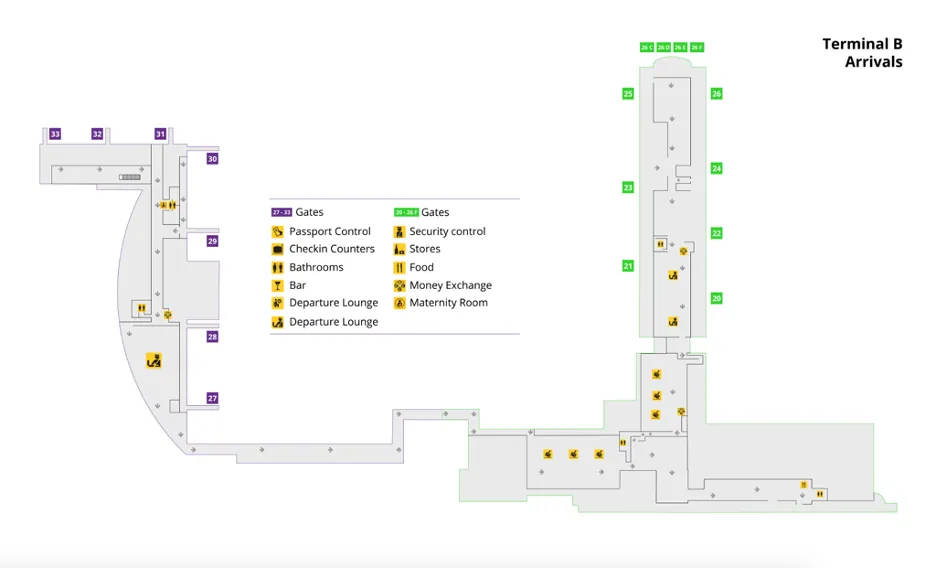 Terminal B
Arrivals
26 C 26 D 26 E 26 F
25
26
33
32
31
30
24
23
22
29
21
20
28
27
27 - 33 Gates
20 - 26 F Gates
Passport Control
Security control
Checkin Counters
Stores
Bathrooms
Food
Bar
Money Exchange
Departure Lounge
Maternity Room
Departure Lounge